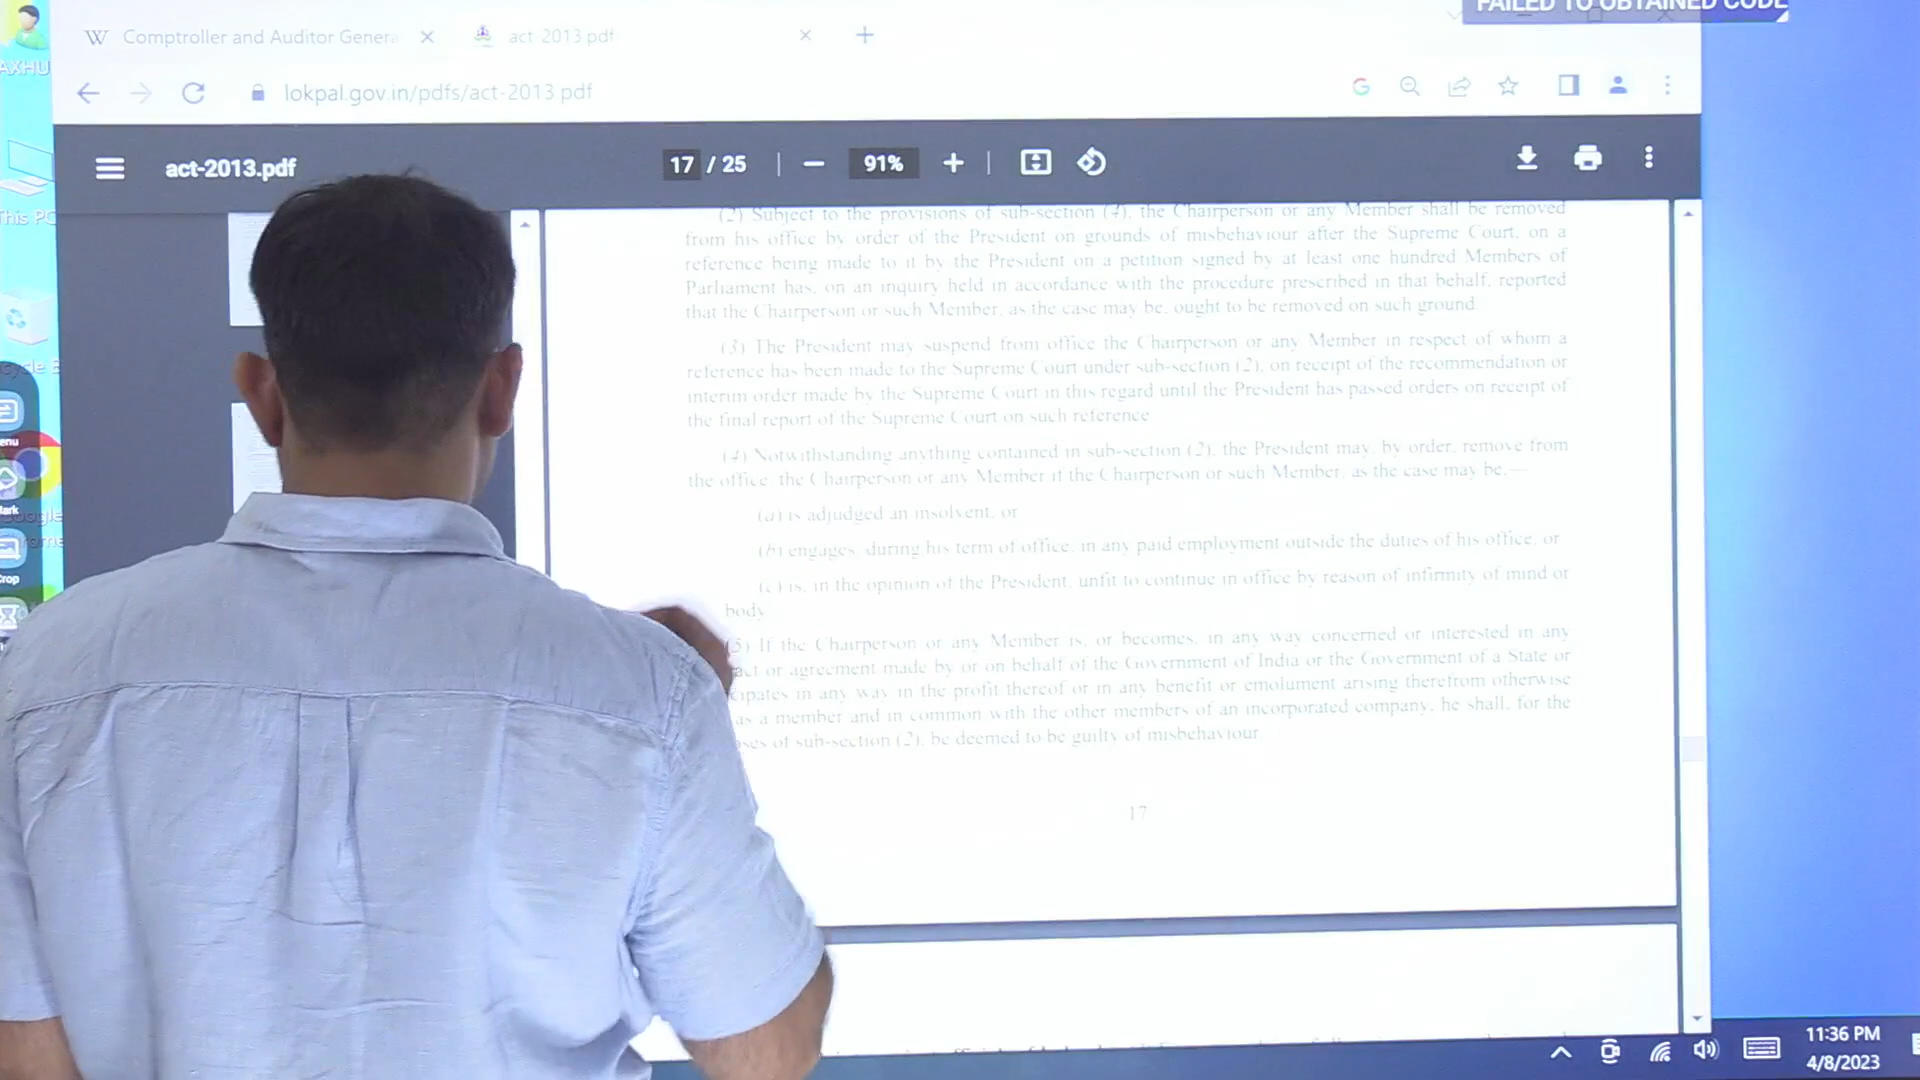 FAILED TO OBTAINED CODE
Comptroller and Auditor Genera
act-2013.pdf
lokpal.gov.in/pdfs/act-2013.pdf
act-2013.pdf
17 / 25
91%
AXHU
This PC
(2) Subject to the provisions of sub-section (4), the Chairperson or any Member shall be removed
from his office by order of the President on grounds of misbehaviour after the Supreme Court, on a
reference being made to it by the President on a petition signed by at least one hundred Members of
Parliament has, on an inquiry held in accordance with the procedure prescribed in that behalf, reported
that the Chairperson or such Member, as the case may be, ought to be removed on such ground.
(3) The President may suspend from office the Chairperson or any Member in respect of whom a
reference has been made to the Supreme Court under sub-section (2), on receipt of the recommendation or
interim order made by the Supreme Court in this regard until the President has passed orders on receipt of
the final report of the Supreme Court on such reference
(4) Notwithstanding anything contained in sub-section (2), the President may, by order, remove from
the office, the Chairperson or any Member if the Chairperson or such Member, as the case may be,—
(a) is adjudged an insolvent, or
(b) engages, during his term of office, in any paid employment outside the duties of his office, or
(c) is, in the opinion of the President, unfit to continue in office by reason of infirmity of mind or
body
(5) If the Chairperson or any Member is, or becomes, in any way concerned or interested in any
act or agreement made by or on behalf of the Government of India or the Government of a State or
cipates in any way in the profit thereof or in any benefit or emolument arising therefrom otherwise
as a member and in common with the other members of an incorporated company, he shall, for the
oses of sub-section (2), be deemed to be guilty of misbehaviour
17
11:36 PM
4/8/2023